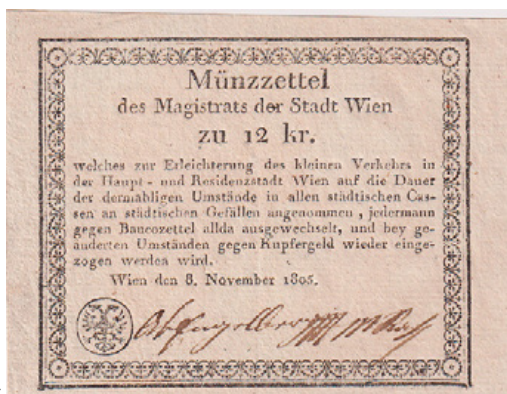 Münzzettel
des Magistrats der Stadt Wien
zu 12 kr.
welches zur Erleichterung des kleinen Verkehrs in
der Haupt- und Residenzstadt Wien auf die Dauer
der dermahligen Umstände in allen städtischen Cas-
sen an städtischen Gefällen angenommen, jedermann
gegen Bancozettel allda ausgewechselt, und bey ge-
änderten Umständen gegen Kupfergeld wieder einge-
zogen werden wird.
Wien den 8. November 1805.